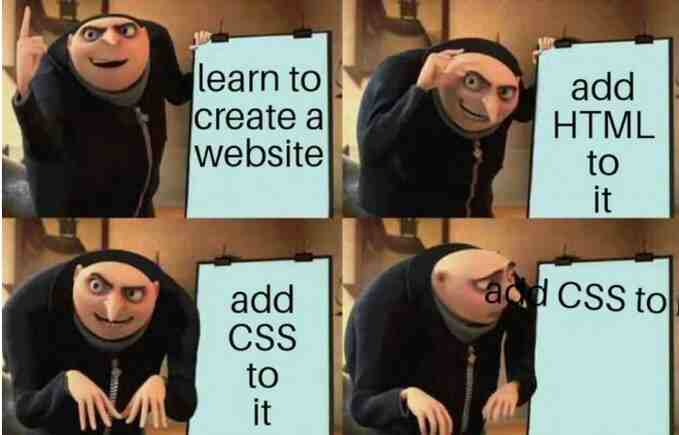 learn to
create a
website
add
HTML
to
it
add
CSS
to
it
add CSS to